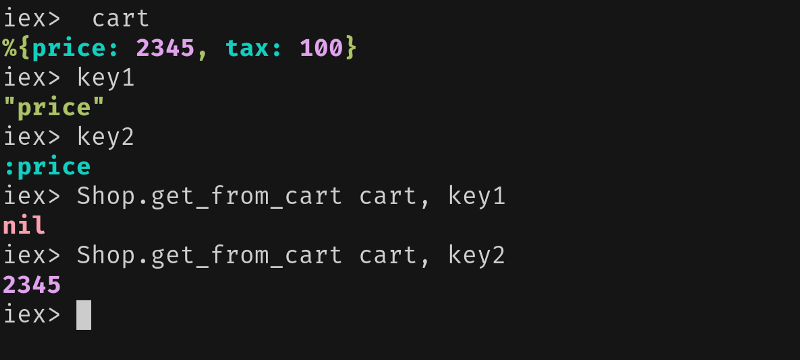 iex>  cart
%{price: 2345, tax: 100}
iex> key1
"price"
iex> key2
:price
iex> Shop.get_from_cart cart, key1
nil
iex> Shop.get_from_cart cart, key2
2345
iex>